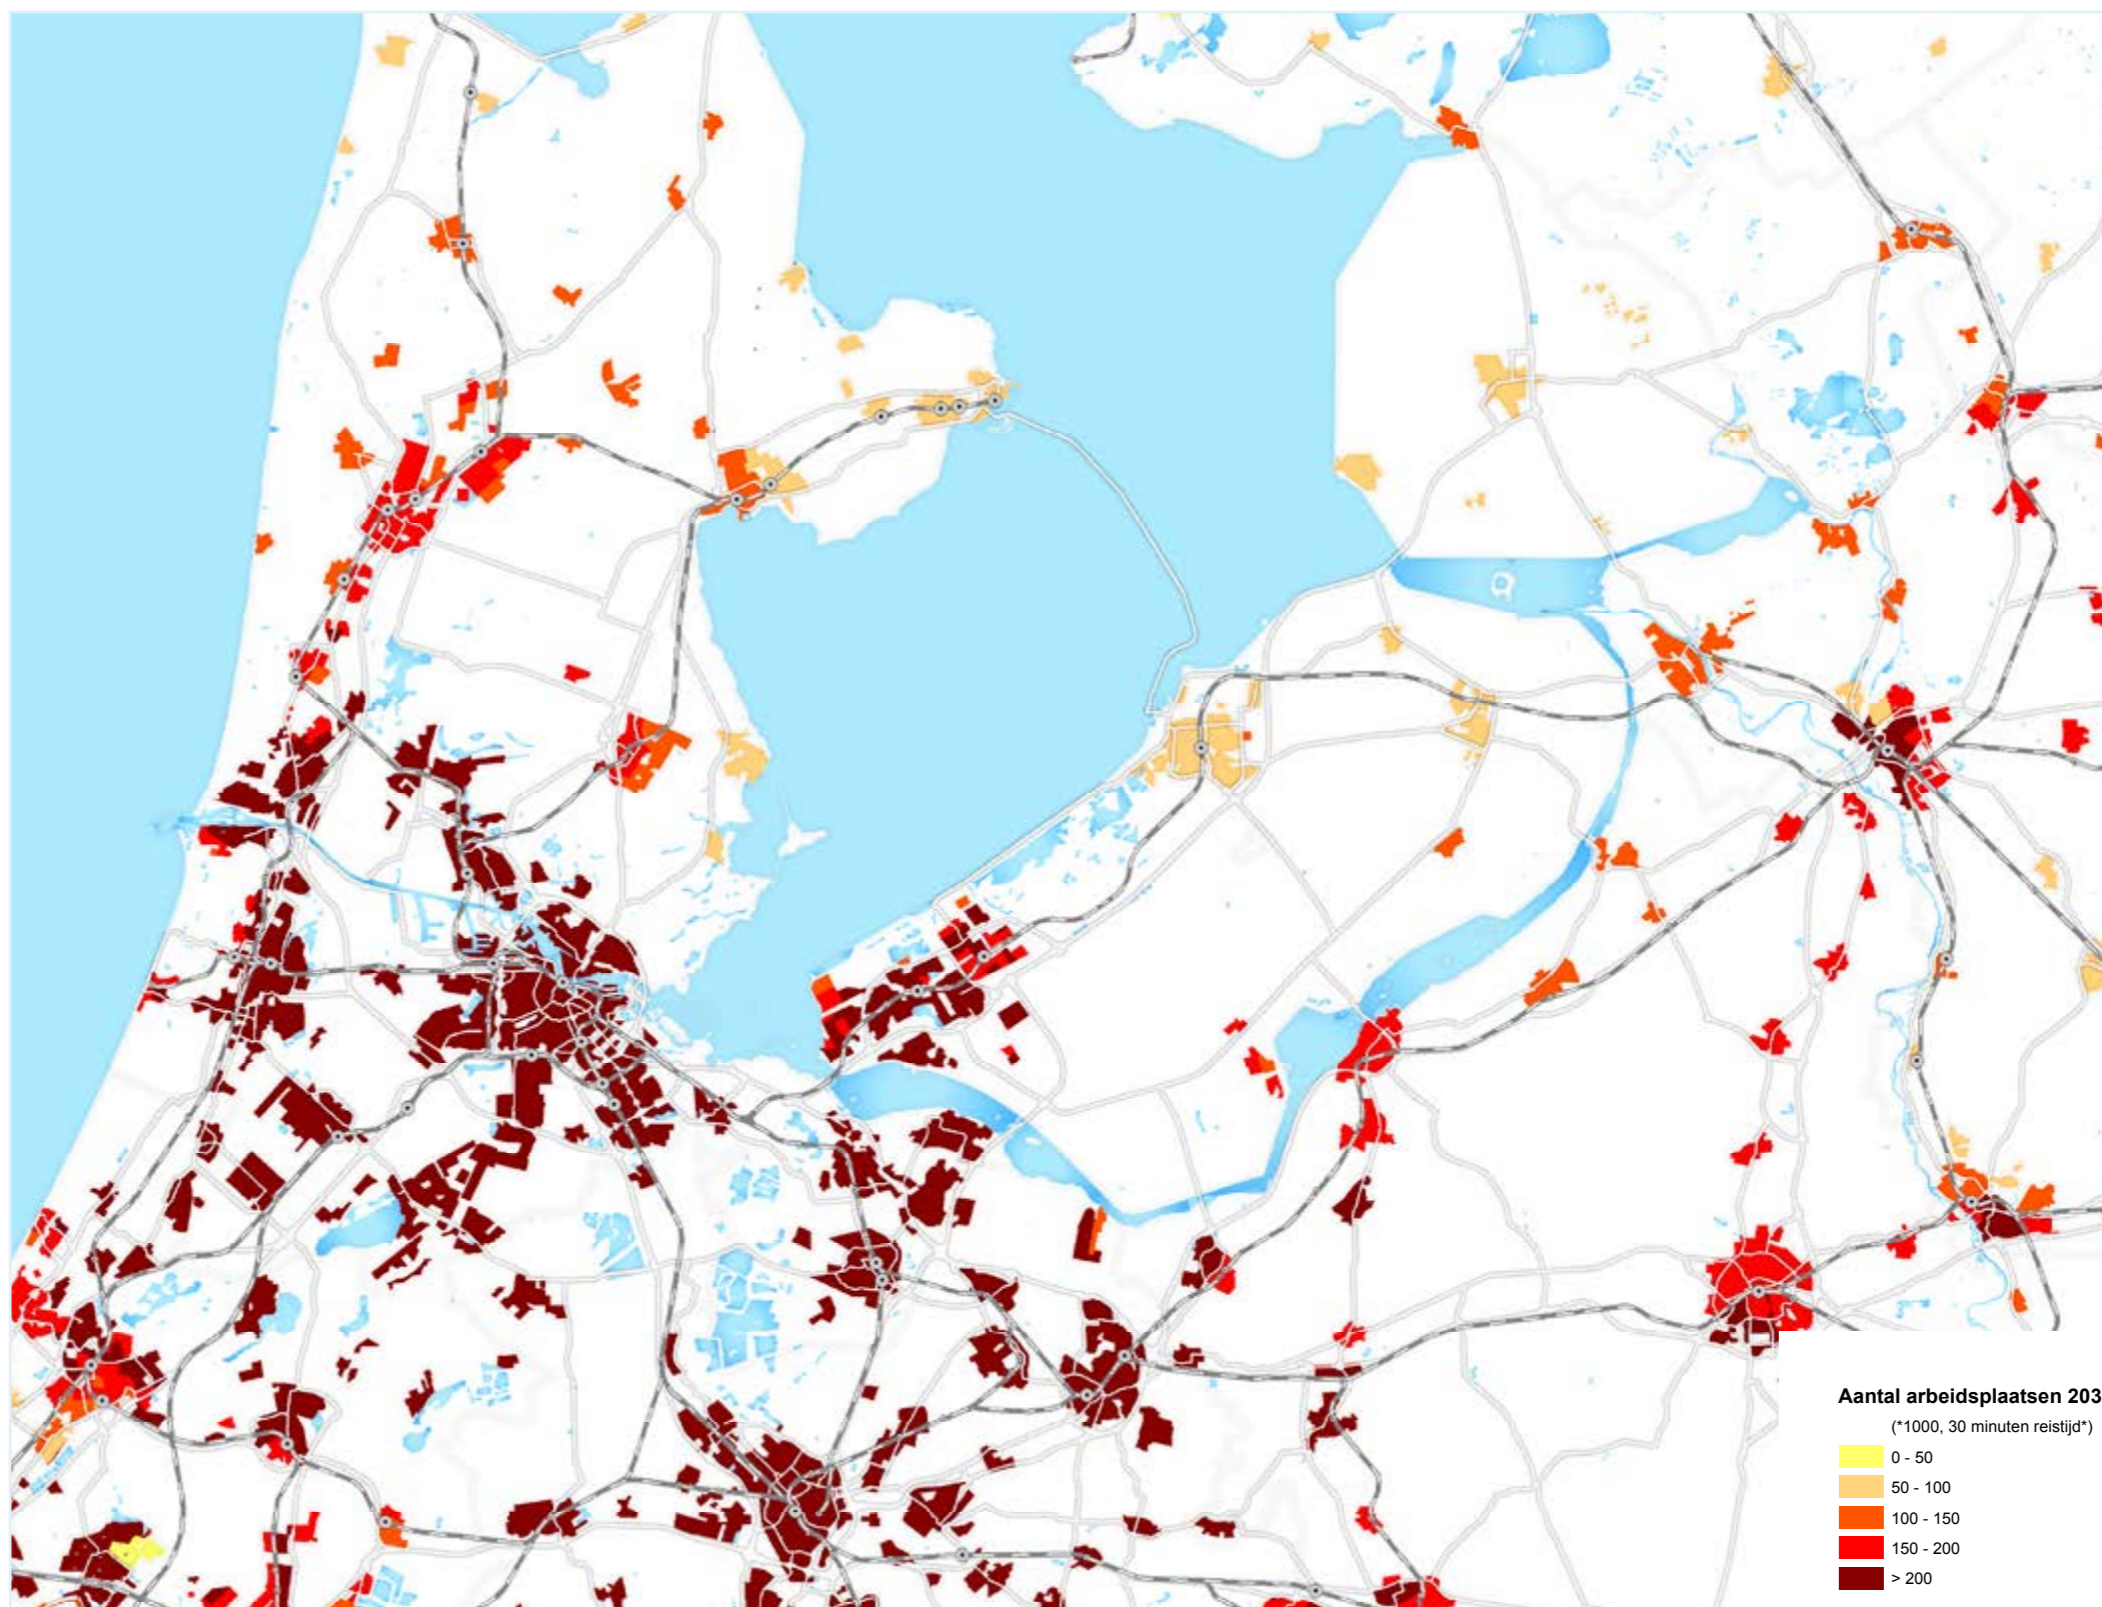 Aantal arbeidsplaatsen 203
(*1000, 30 minuten reistijd*)
0 - 50
50 - 100
100 - 150
150 - 200
> 200